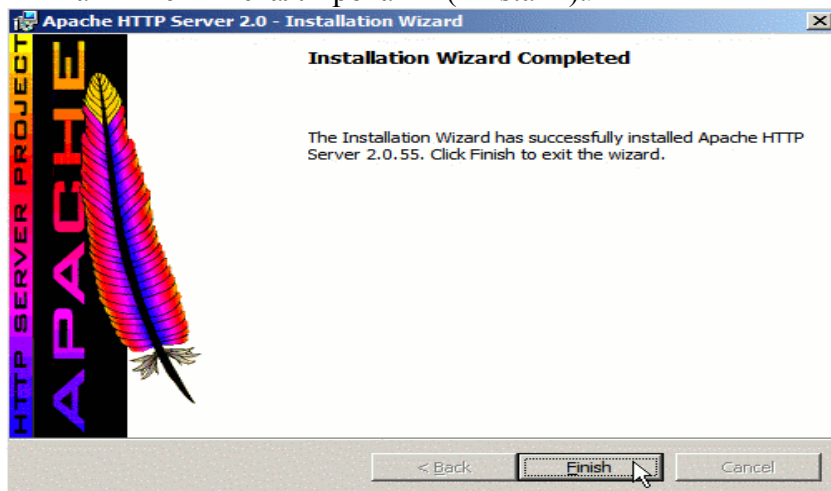 Apache HTTP Server 2.0 - Installation Wizard
HTTP SERVER PROJECT
APACHE
Installation Wizard Completed
The Installation Wizard has successfully installed Apache HTTP
Server 2.0.55. Click Finish to exit the wizard.
< Back
Finish
Cancel